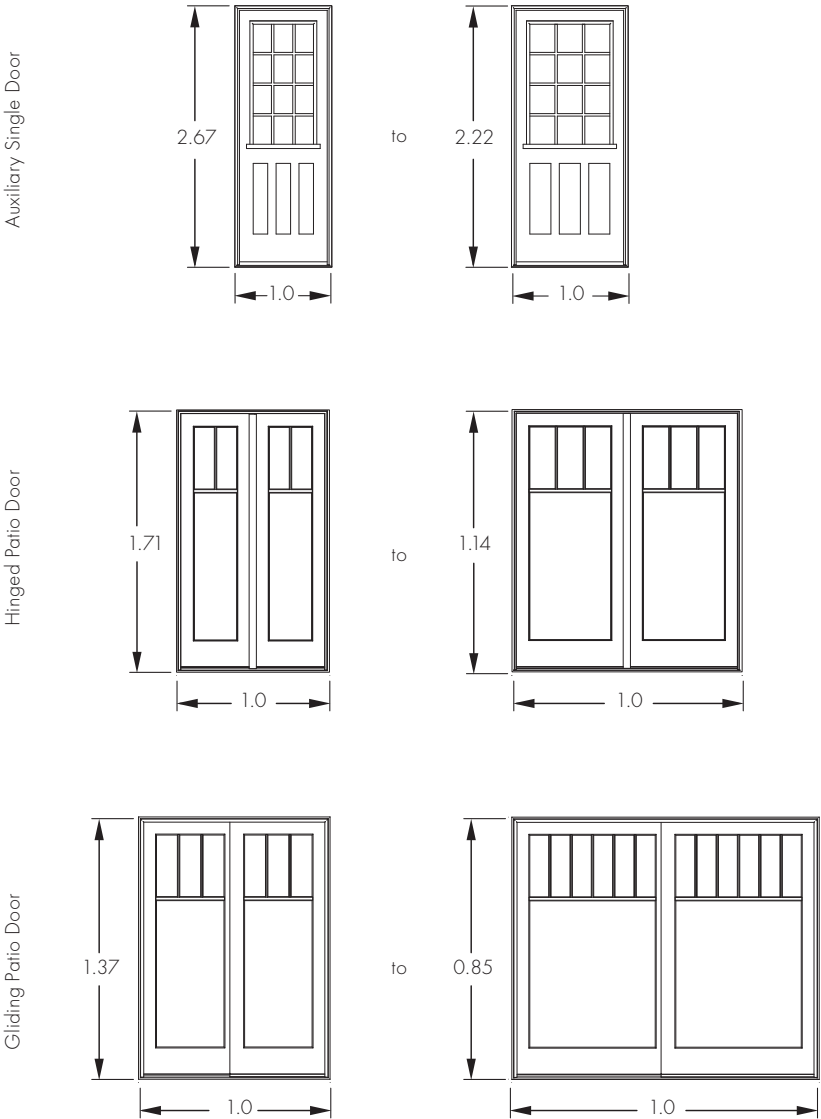 Auxiliary Single Door
2.67
to
2.22
1.0
1.0
Hinged Patio Door
1.71
to
1.14
1.0
1.0
Gliding Patio Door
1.37
to
0.85
1.0
1.0